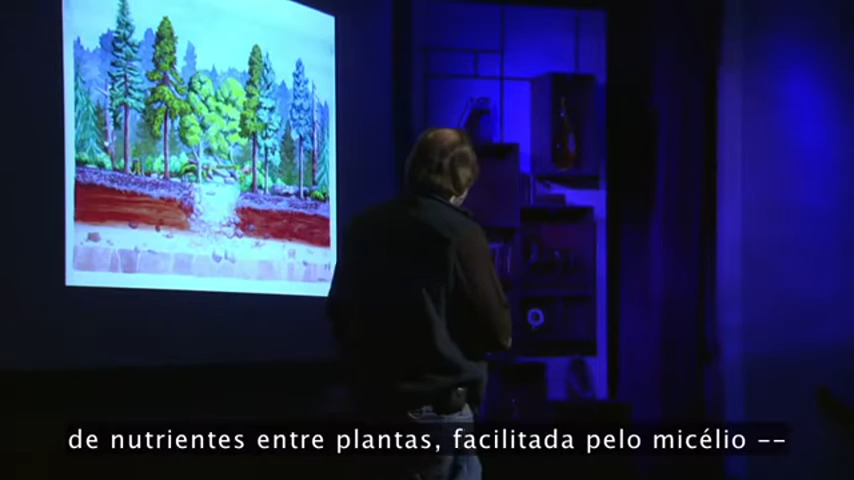 de nutrientes entre plantas, facilitada pelo micélio --